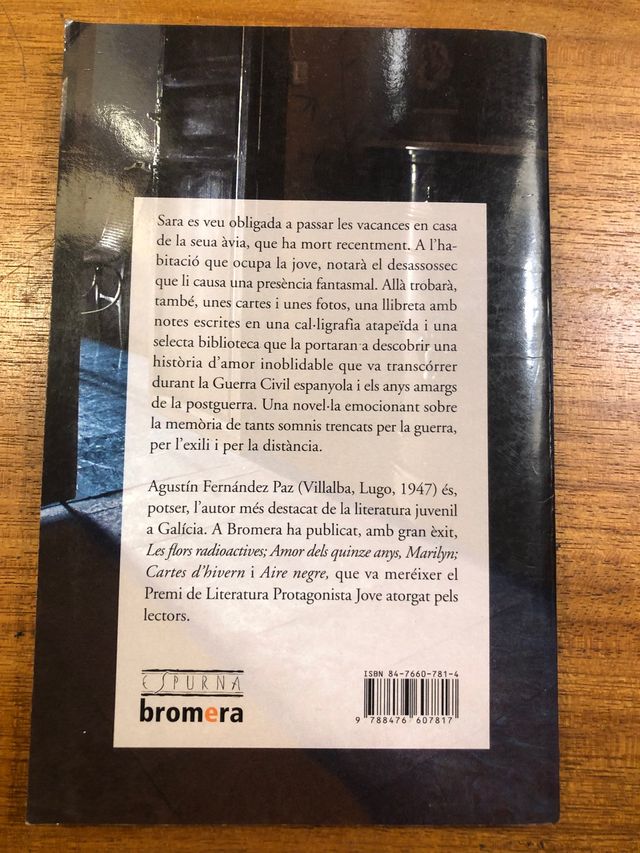 Sara es veu obligada a passar les vacances en casa
de la seua àvia, que ha mort recentment. A l'ha-
bitació que ocupa la jove, notarà el desassossec
que li causa una presència fantasmal. Allà trobarà,
també, unes cartes i unes fotos, una llibreta amb
notes escrites en una cal·ligrafia atapeïda i una
selecta biblioteca que la portaran a descobrir una
història d'amor inoblidable que va transcórrer
durant la Guerra Civil espanyola i els anys amargs
de la postguerra. Una novel·la emocionant sobre
la memòria de tants somnis trencats per la guerra,
per l'exili i per la distància.
Agustín Fernández Paz (Villalba, Lugo, 1947) és,
potser, l'autor més destacat de la literatura juvenil
a Galícia. A Bromera ha publicat, amb gran èxit,
Les flors radioactives; Amor dels quinze anys, Marilyn;
Cartes d'hivern i Aire negre, que va meréixer el
Premi de Literatura Protagonista Jove atorgat pels
lectors.
ESPURNA
bromera
ISBN 84-7660-781-4
9 788476 607817